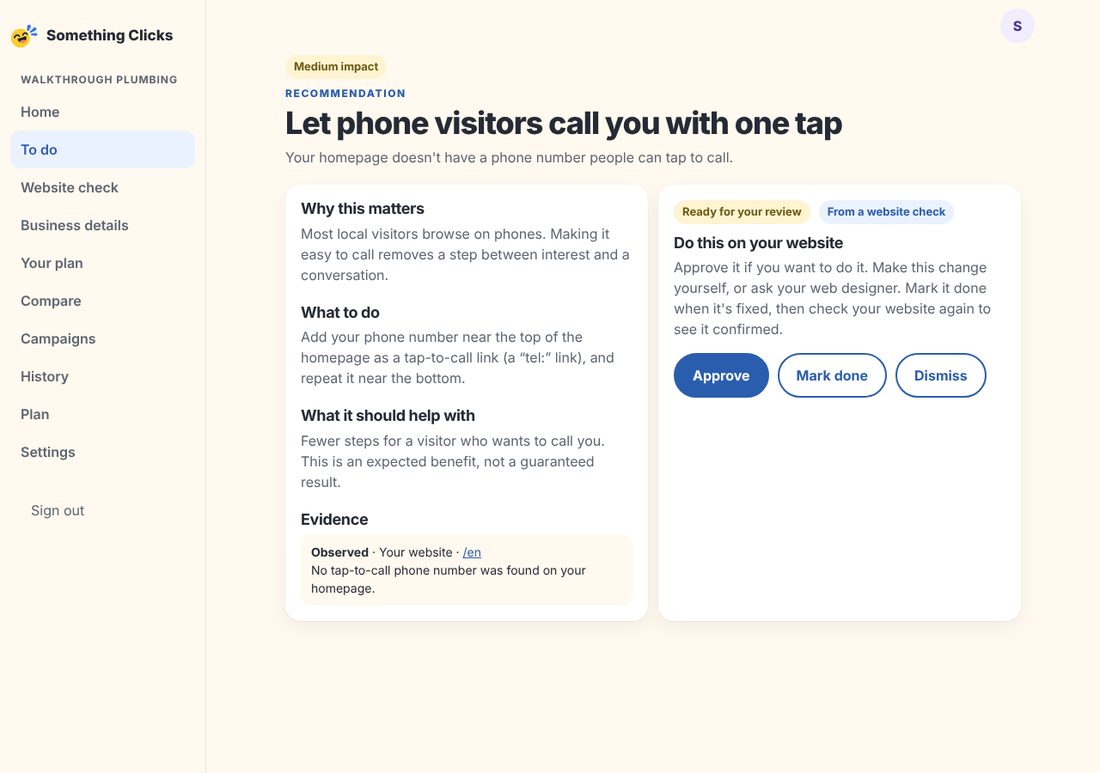 Something Clicks
WALKTHROUGH PLUMBING
Home
To do
Website check
Business details
Your plan
Compare
Campaigns
History
Plan
Settings
Sign out
S
Medium impact
RECOMMENDATION
Let phone visitors call you with one tap
Your homepage doesn't have a phone number people can tap to call.
Why this matters
Most local visitors browse on phones. Making it
easy to call removes a step between interest and a
conversation.
What to do
Add your phone number near the top of the
homepage as a tap-to-call link (a “tel:” link), and
repeat it near the bottom.
What it should help with
Fewer steps for a visitor who wants to call you.
This is an expected benefit, not a guaranteed
result.
Evidence
Observed · Your website · /en
No tap-to-call phone number was found on your
homepage.
Ready for your review
From a website check
Do this on your website
Approve it if you want to do it. Make this change
yourself, or ask your web designer. Mark it done
when it's fixed, then check your website again to
see it confirmed.
Approve
Mark done
Dismiss